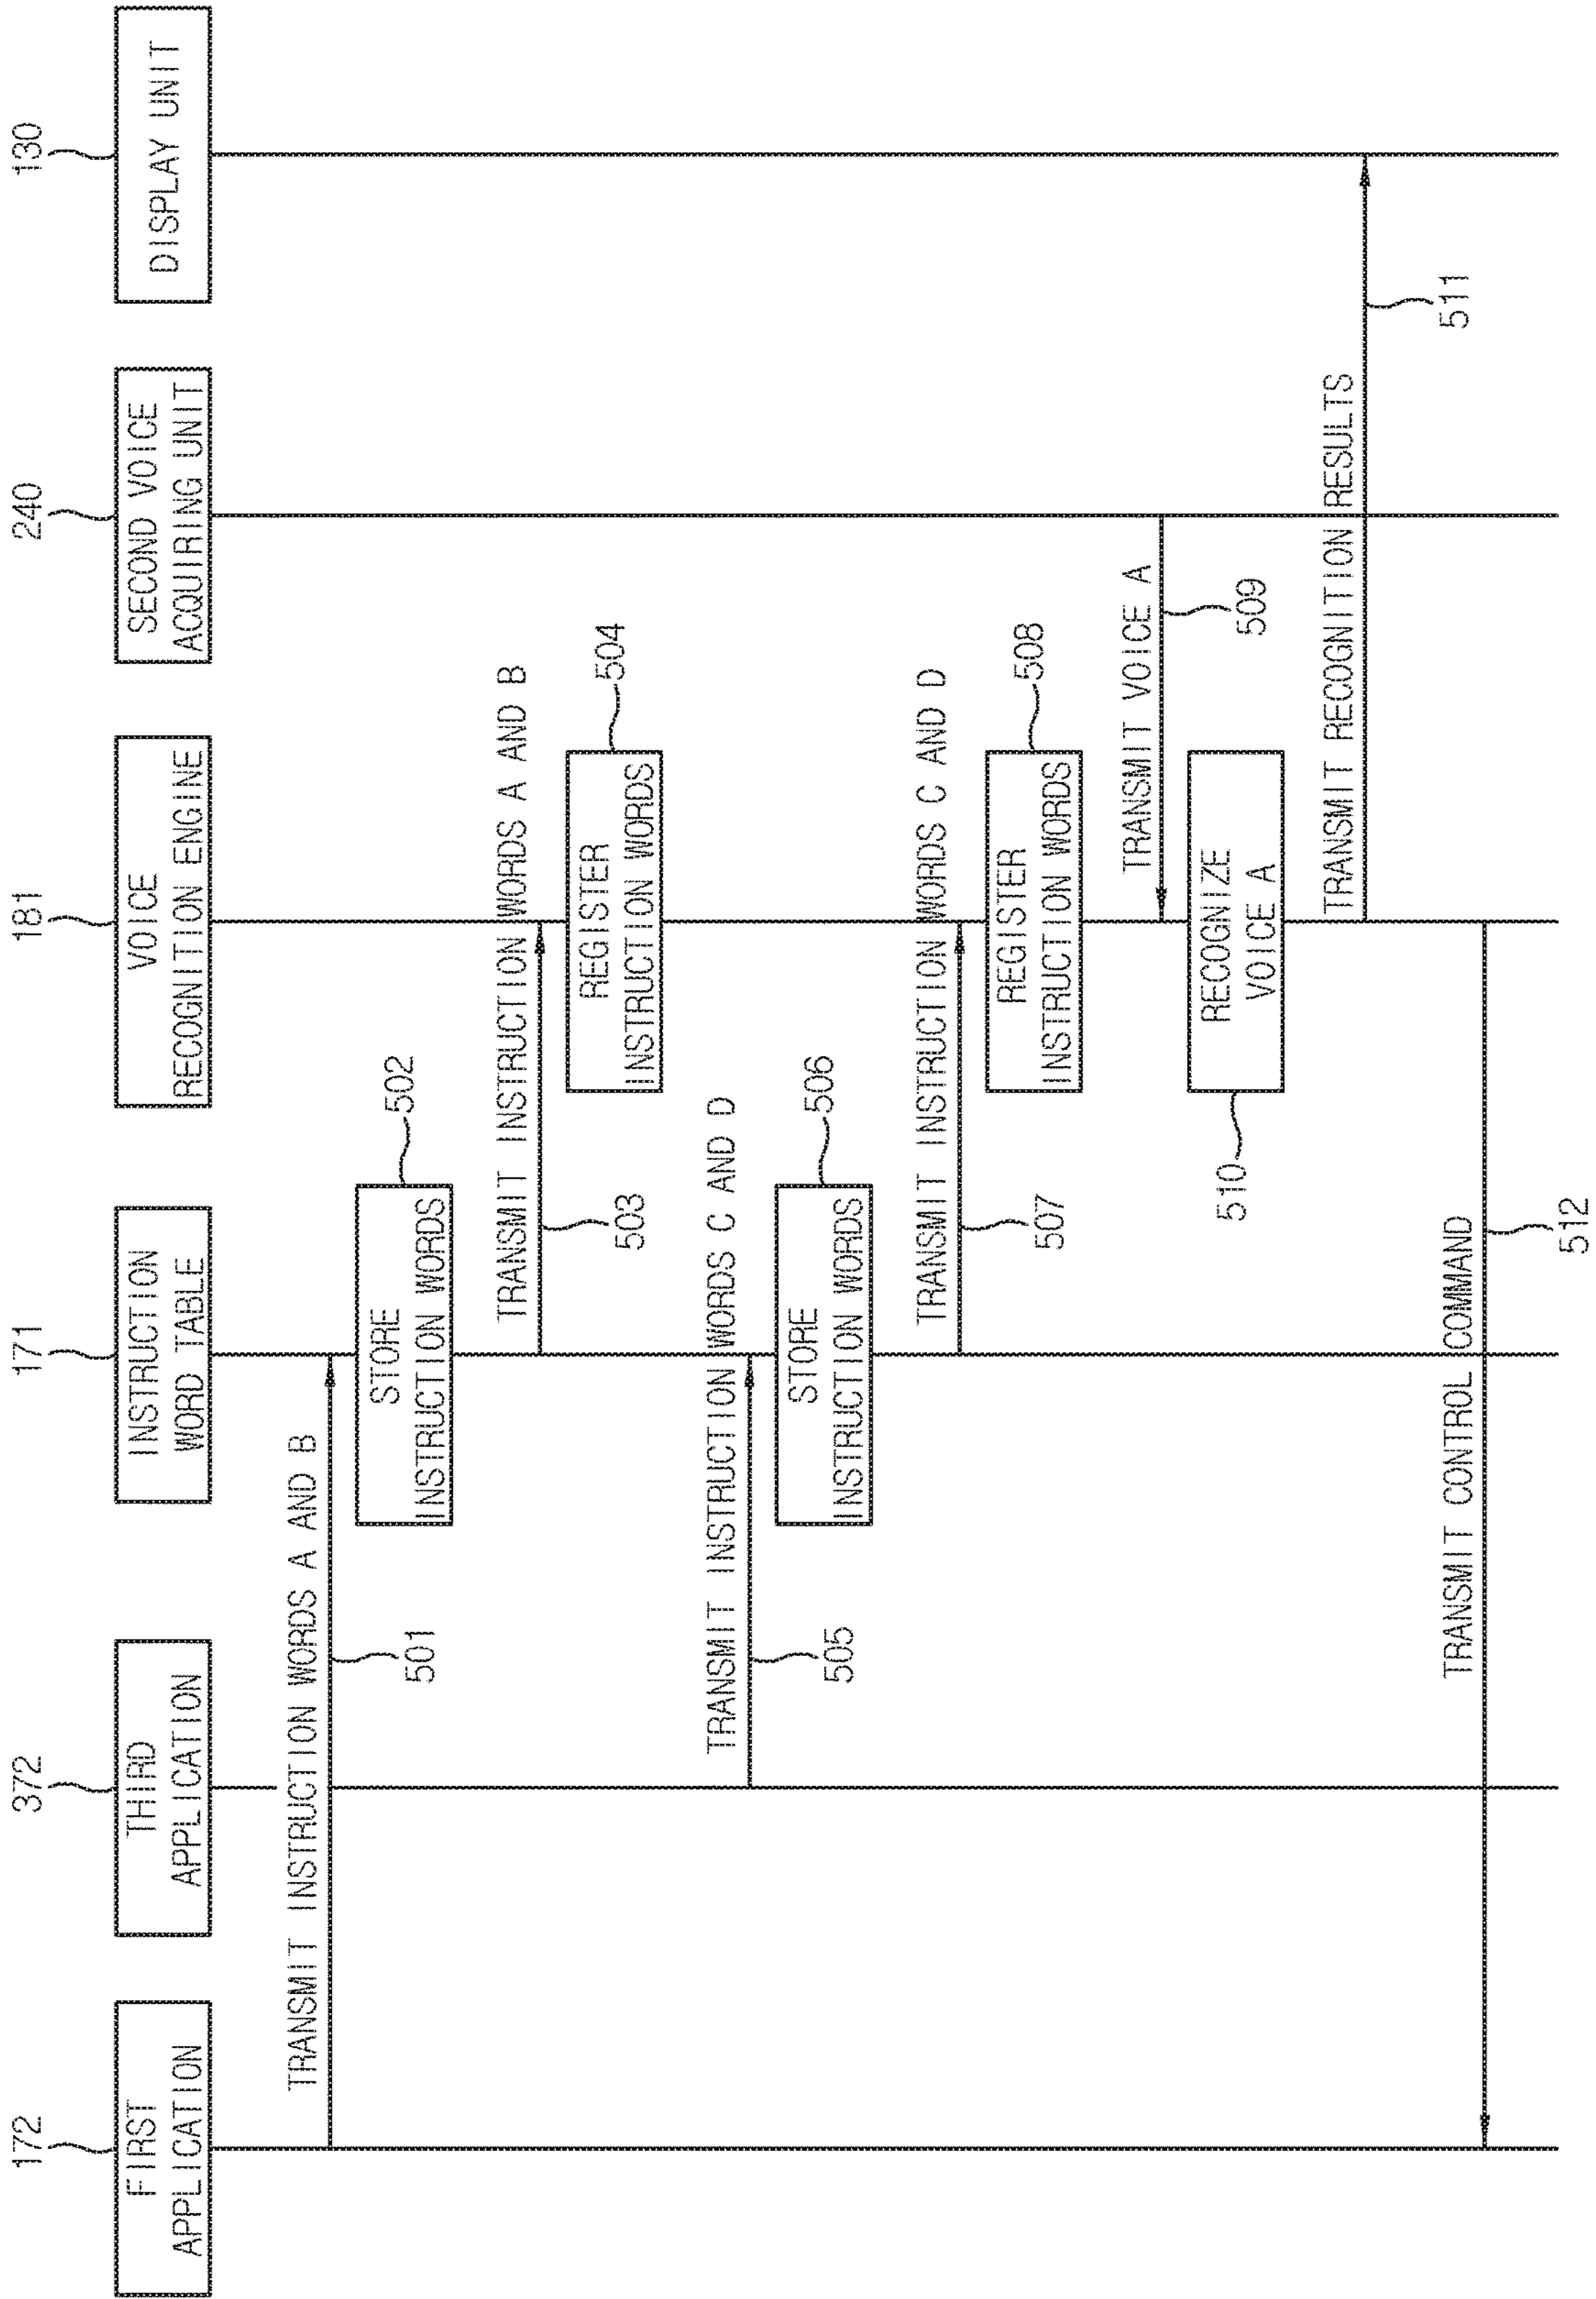 172
FIRST
APPLICATION
372
THIRD
APPLICATION
171
INSTRUCTION
WORD TABLE
181
VOICE
RECOGNITION ENGINE
240
SECOND VOICE
ACQUIRING UNIT
130
DISPLAY UNIT
TRANSMIT INSTRUCTION WORDS A AND B
501
STORE
INSTRUCTION WORDS
502
TRANSMIT INSTRUCTION WORDS A AND B
503
REGISTER
INSTRUCTION WORDS
504
TRANSMIT INSTRUCTION WORDS C AND D
505
STORE
INSTRUCTION WORDS
506
TRANSMIT INSTRUCTION WORDS C AND D
507
REGISTER
INSTRUCTION WORDS
508
TRANSMIT VOICE A
509
RECOGNIZE
VOICE A
510
TRANSMIT RECOGNITION RESULTS
511
TRANSMIT CONTROL COMMAND
512